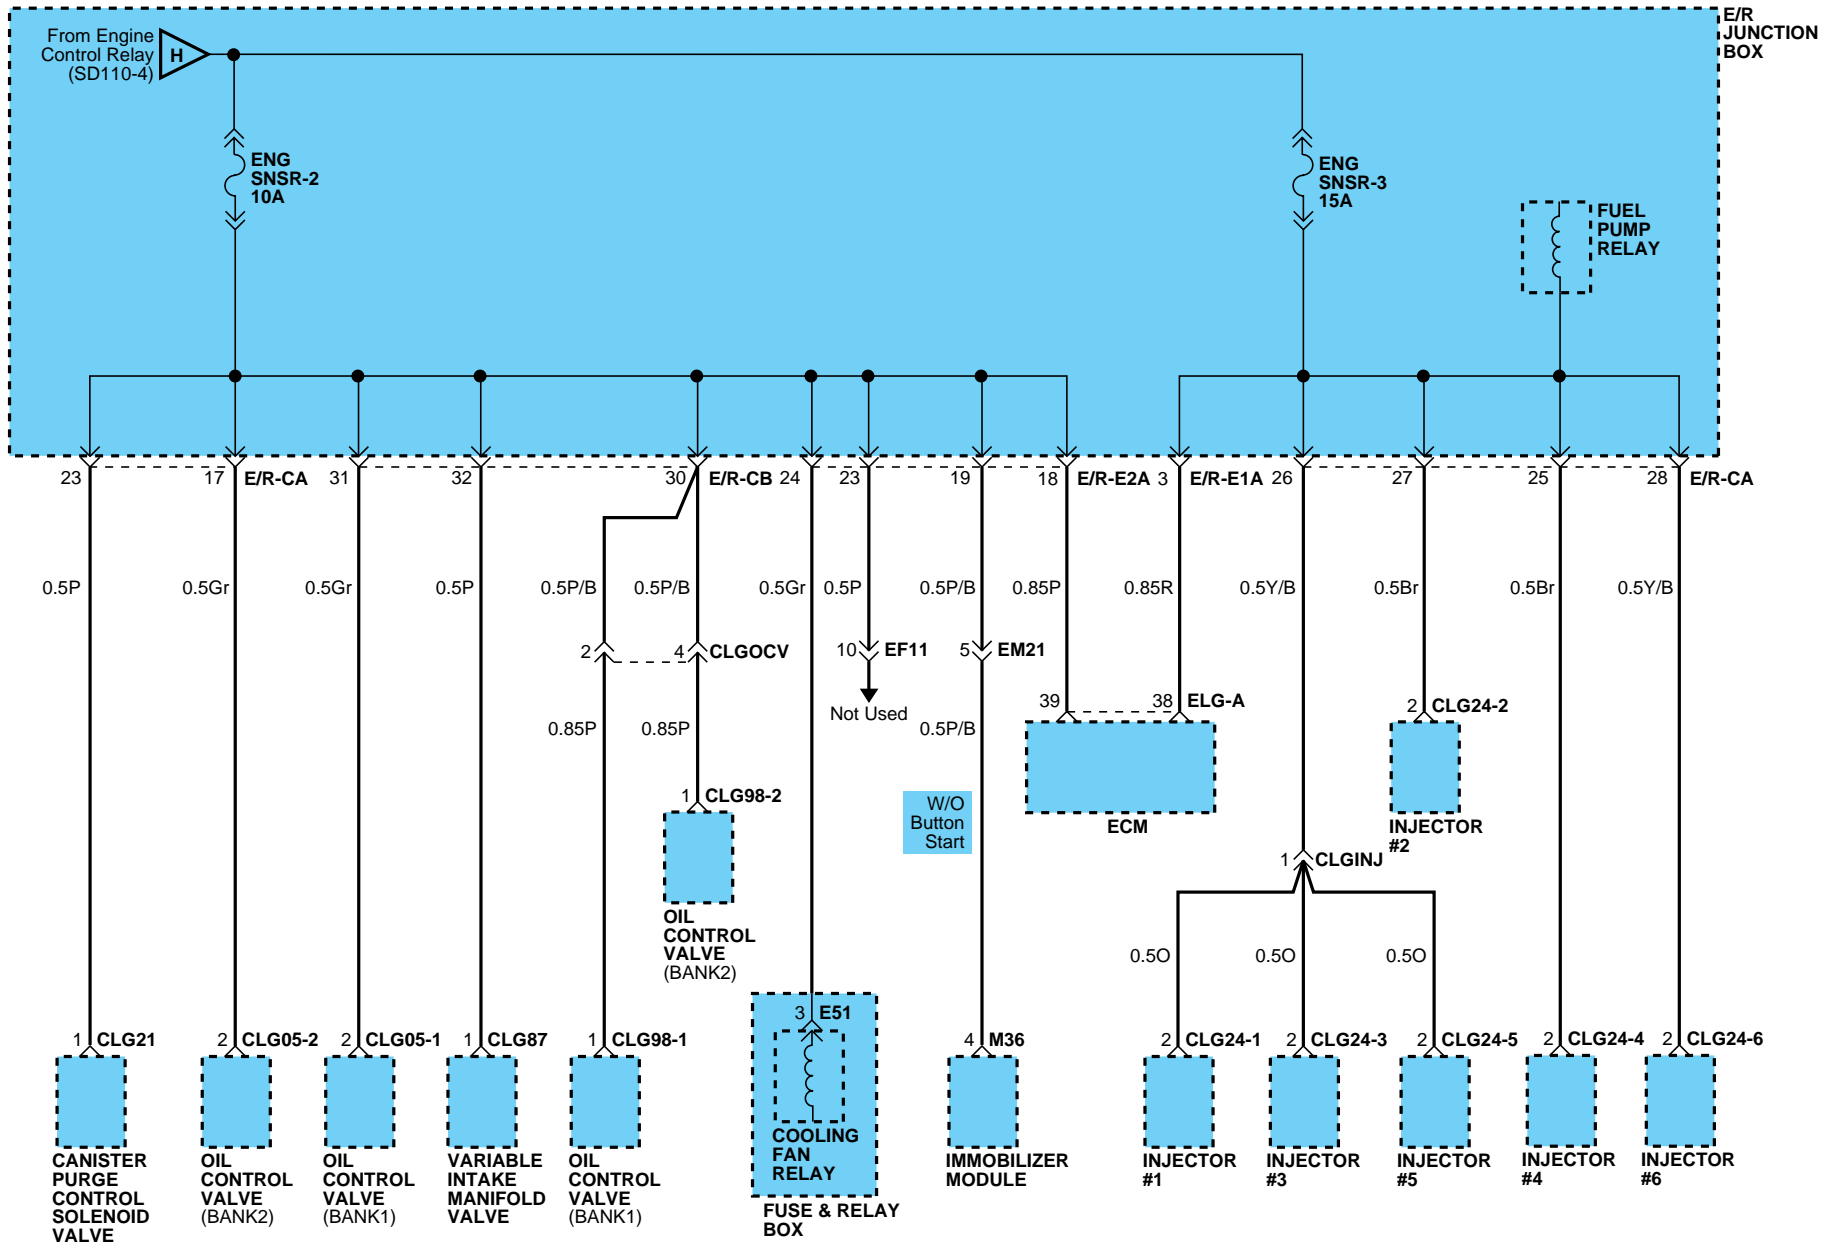 From Engine
Control Relay
(SD110-4)
H
E/R
JUNCTION
BOX
ENG
SNSR-2
10A
ENG
SNSR-3
15A
FUEL
PUMP
RELAY
23
17 E/R-CA
31
32
30 E/R-CB
24
23
19
18 E/R-E2A
3 E/R-E1A
26
27
25
28 E/R-CA
0.5P
0.5Gr
0.5Gr
0.5P
0.5P/B
0.5P/B
0.5Gr
0.5P
0.5P/B
0.85P
0.85R
0.5Y/B
0.5Br
0.5Br
0.5Y/B
2
4 CLGOCV
10 EF11
5 EM21
Not Used
39
38 ELG-A
2 CLG24-2
0.85P
0.85P
0.5P/B
1 CLG98-2
W/O
Button
Start
ECM
INJECTOR
#2
1 CLGINJ
OIL
CONTROL
VALVE
(BANK2)
0.5O
0.5O
0.5O
3 E51
1 CLG21
2 CLG05-2
2 CLG05-1
1 CLG87
1 CLG98-1
4 M36
2 CLG24-1
2 CLG24-3
2 CLG24-5
2 CLG24-4
2 CLG24-6
CANISTER
PURGE
CONTROL
SOLENOID
VALVE
OIL
CONTROL
VALVE
(BANK2)
OIL
CONTROL
VALVE
(BANK1)
VARIABLE
INTAKE
MANIFOLD
VALVE
OIL
CONTROL
VALVE
(BANK1)
COOLING
FAN
RELAY
FUSE & RELAY
BOX
IMMOBILIZER
MODULE
INJECTOR
#1
INJECTOR
#3
INJECTOR
#5
INJECTOR
#4
INJECTOR
#6